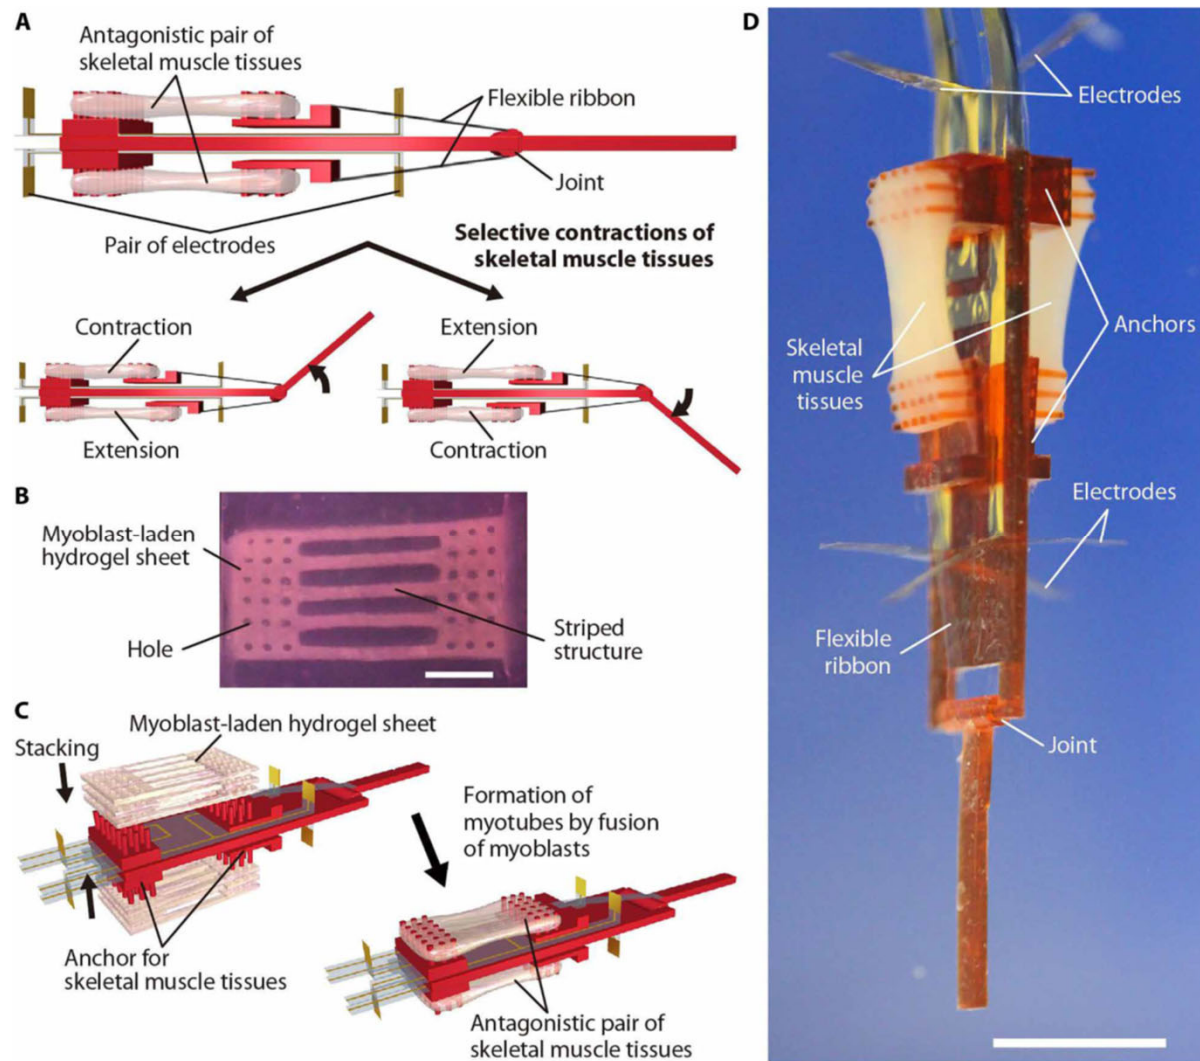 A
Antagonistic pair of
skeletal muscle tissues
Flexible ribbon
Joint
Pair of electrodes
Selective contractions of
skeletal muscle tissues
Contraction
Extension
Extension
Contraction
B
Myoblast-laden
hydrogel sheet
Hole
Striped
structure
C
Myoblast-laden hydrogel sheet
Stacking
Formation of
myotubes by fusion
of myoblasts
Anchor for
skeletal muscle tissues
Antagonistic pair of
skeletal muscle tissues
D
Electrodes
Anchors
Skeletal
muscle
tissues
Electrodes
Flexible
ribbon
Joint